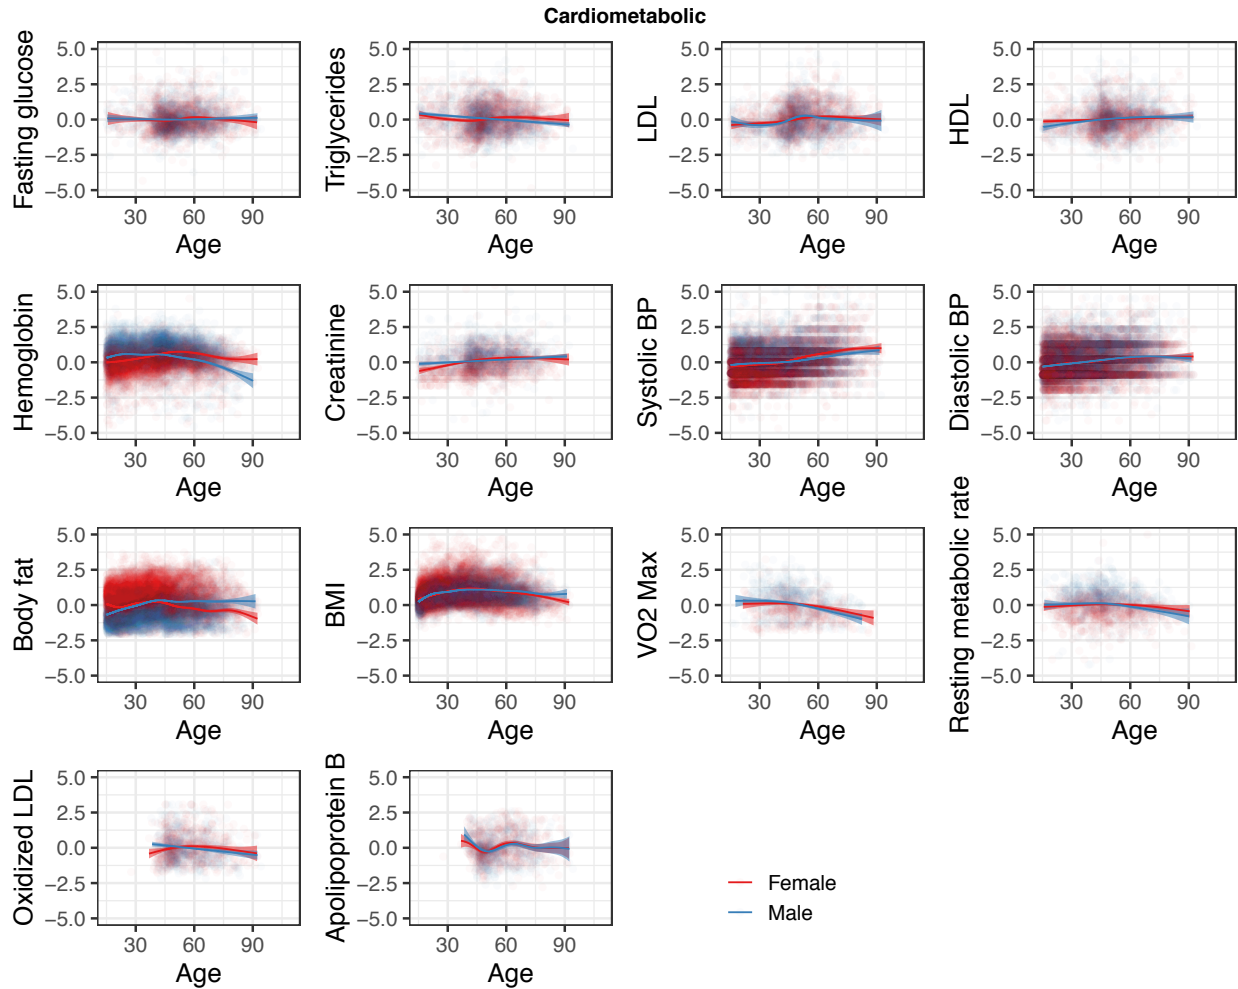 Cardiometabolic
Fasting glucose
5.0
2.5
0.0
−2.5
−5.0
30 60 90
Age
Triglycerides
5.0
2.5
0.0
−2.5
−5.0
30 60 90
Age
LDL
5.0
2.5
0.0
−2.5
−5.0
30 60 90
Age
HDL
5.0
2.5
0.0
−2.5
−5.0
30 60 90
Age
Hemoglobin
5.0
2.5
0.0
−2.5
−5.0
30 60 90
Age
Creatinine
5.0
2.5
0.0
−2.5
−5.0
30 60 90
Age
Systolic BP
5.0
2.5
0.0
−2.5
−5.0
30 60 90
Age
Diastolic BP
5.0
2.5
0.0
−2.5
−5.0
30 60 90
Age
Body fat
5.0
2.5
0.0
−2.5
−5.0
30 60 90
Age
BMI
5.0
2.5
0.0
−2.5
−5.0
30 60 90
Age
VO2 Max
5.0
2.5
0.0
−2.5
−5.0
30 60 90
Age
Resting metabolic rate
5.0
2.5
0.0
−2.5
−5.0
30 60 90
Age
Oxidized LDL
5.0
2.5
0.0
−2.5
−5.0
30 60 90
Age
Apolipoprotein B
5.0
2.5
0.0
−2.5
−5.0
30 60 90
Age
Female
Male